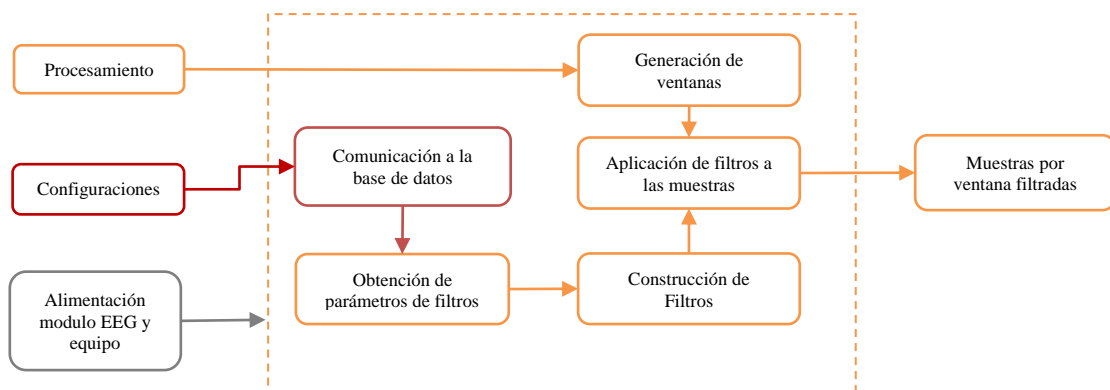 Procesamiento
Generación de
ventanas
Configuraciones
Comunicación a la
base de datos
Aplicación de filtros a
las muestras
Muestras por
ventana filtradas
Alimentación
modulo EEG y
equipo
Obtención de
parámetros de filtros
Construcción de
Filtros